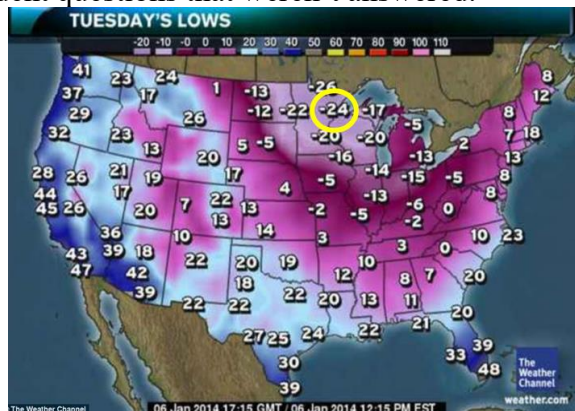 TUESDAY'S LOWS
-20 -10 0 10 20 30 40 50 60 70 80 90 100 110
41 23 24 1 -13 -26 8
37 17 -12 -22 -24 -17 12
29 26 -5 8
32 23 13 20 5 -5 -20 -20 2 7 18
-16 -13 13
28 26 21 19 17 -5 -14 -15 -5 8
44 17 4 -13 8
45 26 20 7 22 13 -2 -5 -6 0
13 -2
36 10 14 3 3 0 10 23
43 39 18 22 20 19 10
47 42 18 12 8 7 20
39 22 22 22 20 13 11
27 25 24 22 21 20
30 33 39
39 48
The
Weather
Channel
weather.com
The Weather Channel
06 Jan 2014 17:15 GMT / 06 Jan 2014 12:15 PM EST